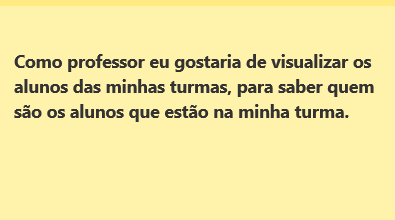 Como professor eu gostaria de visualizar os
alunos das minhas turmas, para saber quem
são os alunos que estão na minha turma.